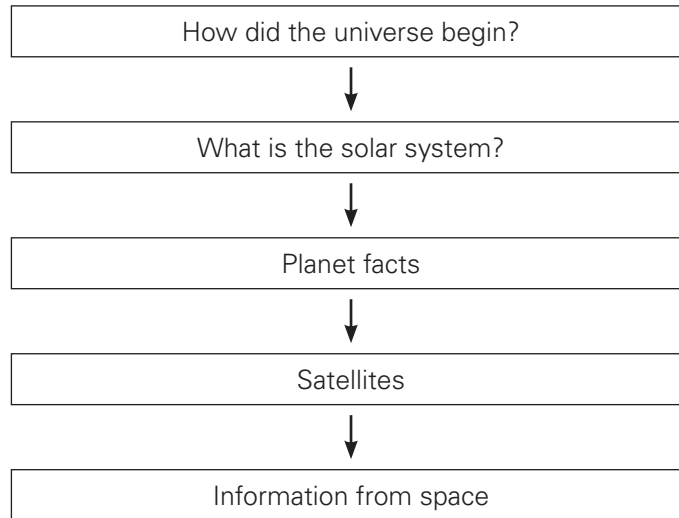 How did the universe begin?
What is the solar system?
Planet facts
Satellites
Information from space